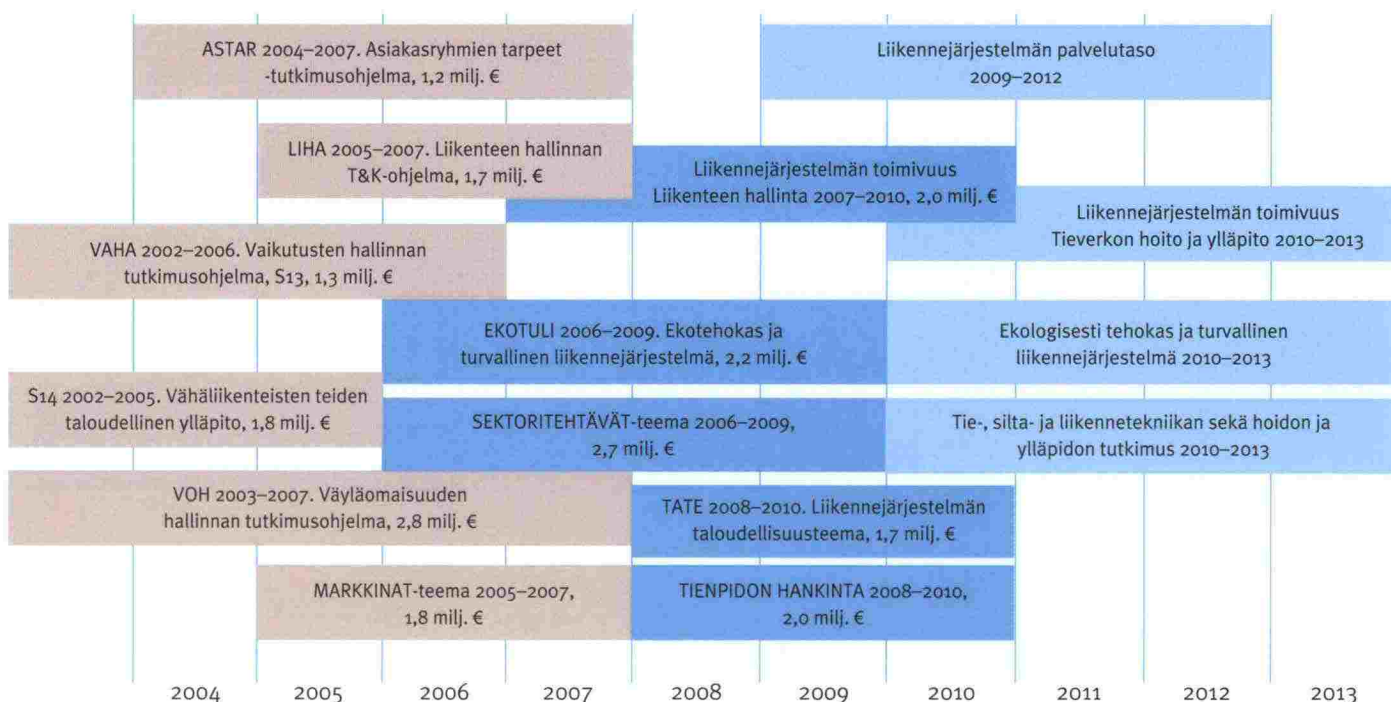 ASTAR 2004–2007. Asiakasryhmien tarpeet
-tutkimusohjelma, 1,2 milj. €
Liikennejärjestelmän palvelutaso
2009–2012
LIHA 2005–2007. Liikenteen hallinnan
T&K-ohjelma, 1,7 milj. €
Liikennejärjestelmän toimivuus
Liikenteen hallinta 2007–2010, 2,0 milj. €
Liikennejärjestelmän toimivuus
Tieverkon hoito ja ylläpito 2010–2013
VAHA 2002–2006. Vaikutusten hallinnan
tutkimusohjelma, S13, 1,3 milj. €
EKOTULI 2006–2009. Ekotehokas ja
turvallinen liikennejärjestelmä, 2,2 milj. €
Ekologisesti tehokas ja turvallinen
liikennejärjestelmä 2010–2013
S14 2002–2005. Vähäliikenteisten teiden
taloudellinen ylläpito, 1,8 milj. €
SEKTORITEHTÄVÄT-teema 2006–2009,
2,7 milj. €
Tie-, silta- ja liikennetekniikan sekä hoidon ja
ylläpidon tutkimus 2010–2013
VOH 2003–2007. Väyläomaisuuden
hallinnan tutkimusohjelma, 2,8 milj. €
TATE 2008–2010. Liikennejärjestelmän
taloudellisuusteema, 1,7 milj. €
MARKKINAT-teema 2005–2007,
1,8 milj. €
TIENPIDON HANKINTA 2008–2010,
2,0 milj. €
2004 2005 2006 2007 2008 2009 2010 2011 2012 2013